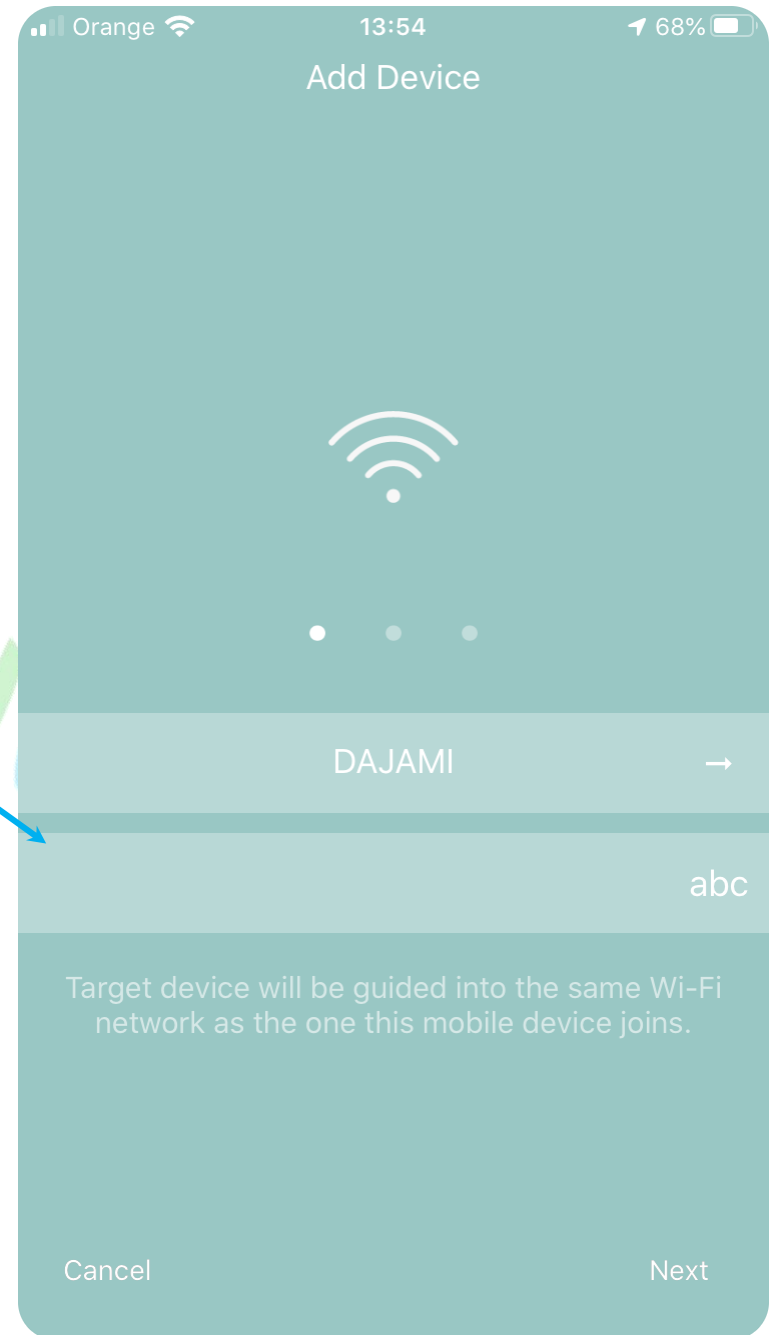 Orange 13:54 68%
Add Device
DAJAMI →
abc
Target device will be guided into the same Wi-Fi
network as the one this mobile device joins.
Cancel Next